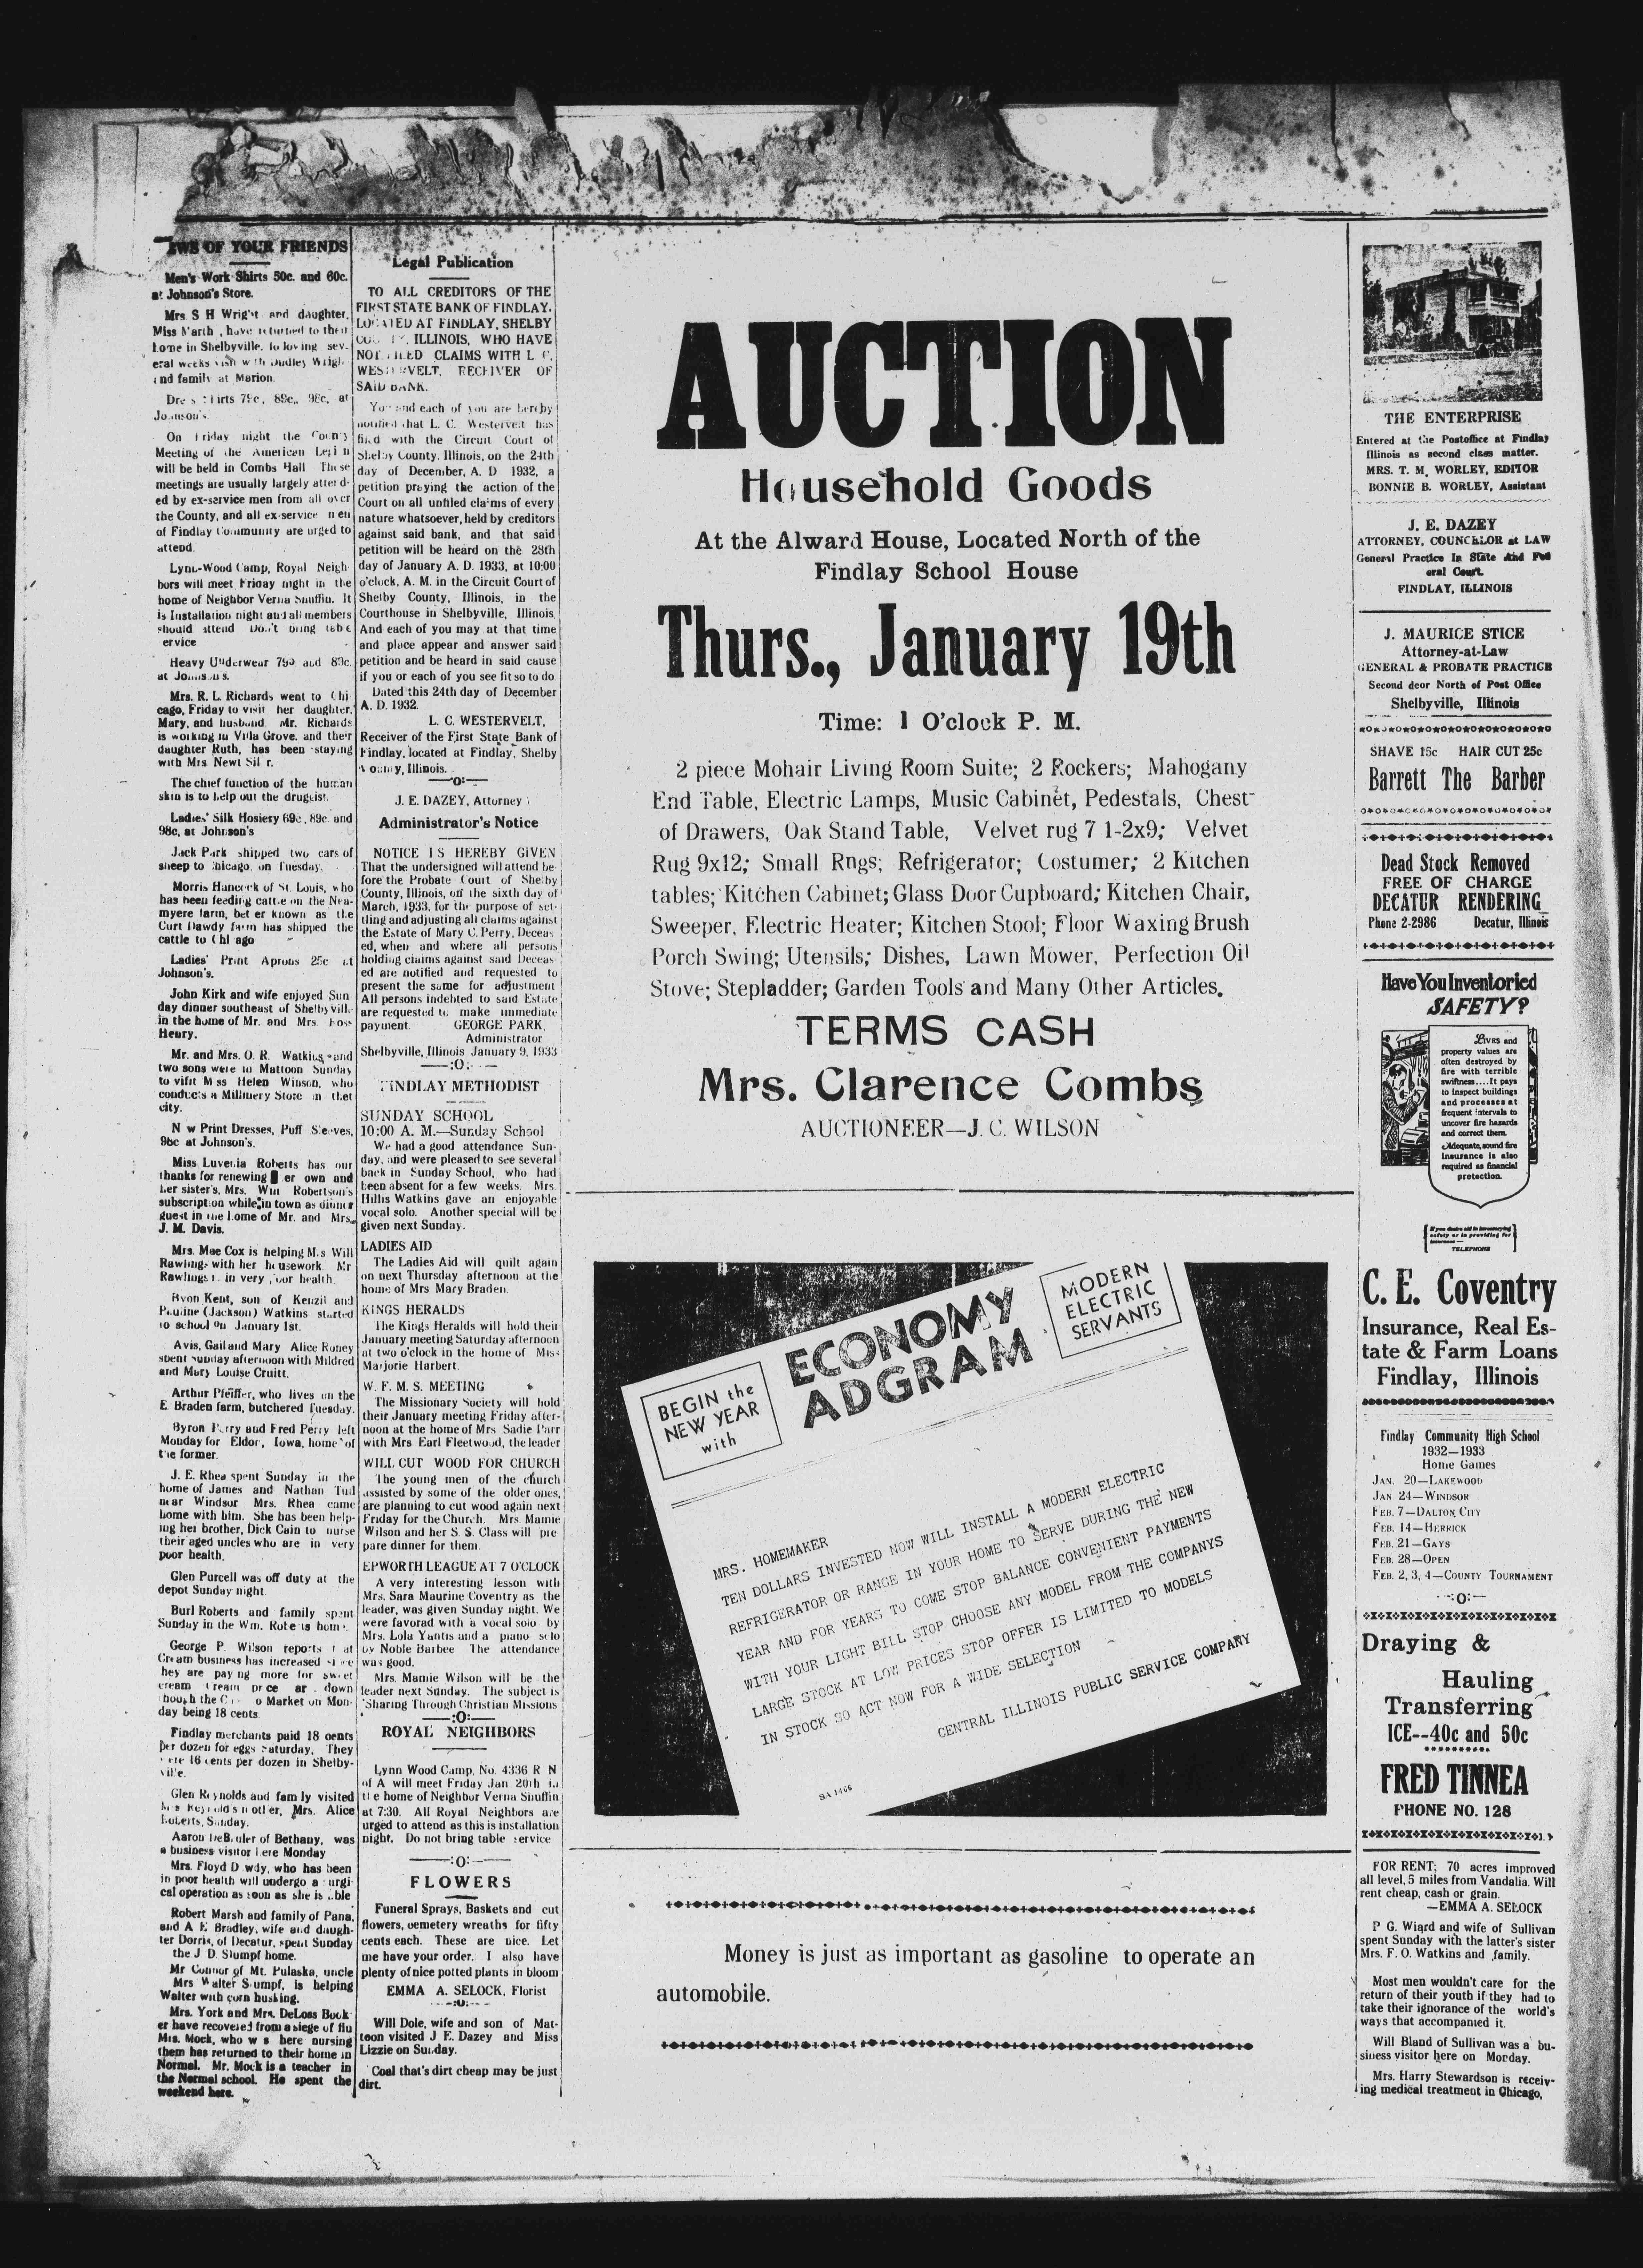 OF YOUR FRIENDS
Men's Work Shirts 50c. and 60c.
at Johnson's Store.
Mrs S H Wright and daughter,
Miss have returned to their
home in Shelbyville. following sev-
eral weeks visit with Dudley
and family at Marion.
79c, 89c,, 98c, at
On Friday night the
Meeting of the American
will be held in Combs Hall These
meetings are usually largely attend-
ed by ex-service men from all over
the County, and all ex-service men
of Findlay Community are urged to
attend.
Lynn-Wood Camp, Royal Neigh
bors will meet Friday night in the
home of Neighbor Verna Snuffin. It
is Installation night and all members
should attend Don't bring
ervice
Heavy Underwear 79c. and 89c.
at
Mrs. R. L. Richards went to Chi
cago, Friday to visit her daughter,
Mary, and husband. Mr. Richards
is working in Villa Grove, and their
daughter Ruth, has been staying
with Mrs Newt
The chief function of the human
skin is to help out the druggist.
Ladies' Silk Hosiery 69c, 89c. and
98c, at Johnson's
Jack Park shipped two cars of
sheep to Chicago, on Tuesday.
Morris Hancock of St. Louis, who
has been feeding cattle on the Nea-
myere farm, better known as the
Curt Dawdy farm has shipped the
cattle to
Ladies' Print Aprons 25c at
Johnson's.
John Kirk and wife enjoyed Sun
day dinner southeast of Shelbyville
in the home of Mr. and Mrs
Henry.
Mr. and Mrs. O. R. Watkins and
two sons were in Mattoon Sunday
to visit Miss Helen Winson, who
conducts a Millinery Store in that
city.
N w Print Dresses, Puff Sleeves,
98c at Johnson's.
Miss Luvenia Roberts has our
thanks for renewing er own and
her sister's, Mrs. Wm Robertson's
subscription while in town as dinner
guest in the home of Mr. and Mrs.
J. M. Davis.
Mrs. Mae Cox is helping Mrs Will
Rawlings with her housework. Mr
in very poor health.
Byon Kent, son of Kenzil and
Pauline (Jackson) Watkins started
to school on January 1st.
Avis, Gail and Mary Alice Roney
spent Sunday afternoon with Mildred
and Mary Louise Cruitt.
Arthur Pfeiffer, who lives on the
E. Braden farm, butchered Tuesday.
Byron Perry and Fred Perry left
Monday for Eldor, Iowa, home of
the former.
J. E. Rhea spent Sunday in the
home of James and Nathan Tull
near Windsor Mrs. Rhea came
home with him. She has been help-
ing her brother, Dick Cain to nurse
their aged uncles who are in very
poor health.
Glen Purcell was off duty at the
depot Sunday night.
Burl Roberts and family spent
Sunday in the Wm.
George P. Wilson reports
Cream business has increased
hey are paying more for sweet
cream down
hough the Market on Mon-
day being 18 cents.
Findlay merchants paid 18 cents
per dozen for eggs Saturday. They
16 cents per dozen in Shelby-
ville.
Glen Reynolds and family visited
Mrs. Alice
Roberts, Sunday.
Aaron of Bethany, was
a business visitor here Monday
Mrs. Floyd D wdy, who has been
in poor health will undergo a surgi-
cal operation as soon as she is able
Robert Marsh and family of Pana,
and A F. Bradley, wife and daugh-
ter Dorris, of Decatur, spent Sunday
the J D. Stumpf home.
Mr Connor of Mt. Pulaska, uncle
Mrs Walter Stumpf, is helping
Walter with corn husking.
Mrs. York and Mrs. DeLoss Book
er have recovered from a siege of flu
Mrs. Mock, who w s here nursing
them has returned to their home in
Normal. Mr. Mock is a teacher in
the Normal school. He spent the
weekend here.
Legal Publication
TO ALL CREDITORS OF THE
FIRST STATE BANK OF FINDLAY,
LOCATED AT FINDLAY, SHELBY
ILLINOIS, WHO HAVE
CLAIMS WITH L C.
WESTERVELT, RECEIVER OF
SAID BANK.
You and each of you are hereby
notified that L. C. Westervelt has
filed with the Circuit Court of
Shelby County, Illinois, on the 24th
day of December, A. D 1932, a
petition praying the action of the
Court on all unfiled claims of every
nature whatsoever, held by creditors
against said bank, and that said
petition will be heard on the 28th
day of January A. D. 1933, at 10:00
o'clock, A. M. in the Circuit Court of
Shelby County, Illinois, in the
Courthouse in Shelbyville, Illinois
And each of you may at that time
and place appear and answer said
petition and be heard in said cause
if you or each of you see fit so to do.
Dated this 24th day of December
A. D. 1932.
L. C. WESTERVELT,
Receiver of the First State Bank of
Findlay, located at Findlay, Shelby
County, Illinois.
—:0:—
J. E. DAZEY, Attorney
Administrator's Notice
NOTICE IS HEREBY GIVEN
That the undersigned will attend be-
fore the Probate Court of Shelby
County, Illinois, on the sixth day of
March, 1933, for the purpose of set-
tling and adjusting all claims against
the Estate of Mary C. Perry, Deceas
ed, when and where all persons
holding claims against said Deceas-
ed are notified and requested to
present the same for adjustment
All persons indebted to said Estate
are requested to make immediate
payment. GEORGE PARK,
Administrator
Shelbyville, Illinois January 9, 1933
—:O:—
FINDLAY METHODIST
SUNDAY SCHOOL
10:00 A. M.—Sunday School
We had a good attendance Sun-
day, and were pleased to see several
back in Sunday School, who had
been absent for a few weeks. Mrs.
Hillis Watkins gave an enjoyable
vocal solo. Another special will be
given next Sunday.
LADIES AID
The Ladies Aid will quilt again
on next Thursday afternoon at the
home of Mrs Mary Braden.
KINGS HERALDS
The Kings Heralds will hold their
January meeting Saturday afternoon
at two o'clock in the home of Miss
Marjorie Harbert.
W. F. M. S. MEETING
The Missionary Society will hold
their January meeting Friday after-
noon at the home of Mrs Sadie Parr
with Mrs Earl Fleetwood, the leader
WILL CUT WOOD FOR CHURCH
The young men of the church
assisted by some of the older ones,
are planning to cut wood again next
Friday for the Church. Mrs. Mamie
Wilson and her S. S. Class will pre
pare dinner for them.
EPWORTH LEAGUE AT 7 O'CLOCK
A very interesting lesson with
Mrs. Sara Maurine Coventry as the
leader, was given Sunday night. We
were favorad with a vocal solo by
Mrs. Lola Yantis and a piano solo
by Noble Barbee The attendance
was good.
Mrs. Mamie Wilson will be the
leader next Sunday. The subject is
'Sharing Through Christian Missions
—:O:—
ROYAL NEIGHBORS
Lynn Wood Camp, No. 4336 R N
of A will meet Friday Jan 20th in
the home of Neighbor Verna Snuffin
at 7:30. All Royal Neighbors are
urged to attend as this is installation
night. Do not bring table service
—:O:—
FLOWERS
Funeral Sprays, Baskets and cut
flowers, cemetery wreaths for fifty
cents each. These are nice. Let
me have your order. I also have
plenty of nice potted plants in bloom
EMMA A. SELOCK, Florist
—:O:—
Will Dole, wife and son of Mat-
toon visited J E. Dazey and Miss
Lizzie on Sunday.
Coal that's dirt cheap may be just
dirt.
AUCTION
Household Goods
At the Alward House, Located North of the
Findlay School House
Thurs., January 19th
Time: 1 O'clock P. M.
2 piece Mohair Living Room Suite; 2 Rockers; Mahogany
End Table, Electric Lamps, Music Cabinet, Pedestals, Chest
of Drawers, Oak Stand Table, Velvet rug 7 1-2x9; Velvet
Rug 9x12; Small Rngs; Refrigerator; Costumer; 2 Kitchen
tables; Kitchen Cabinet; Glass Door Cupboard; Kitchen Chair,
Sweeper, Electric Heater; Kitchen Stool; Floor Waxing Brush
Porch Swing; Utensils; Dishes, Lawn Mower, Perfection Oil
Stove; Stepladder; Garden Tools and Many Other Articles.
TERMS CASH
Mrs. Clarence Combs
AUCTIONEER—J. C. WILSON
BEGIN the
NEW YEAR
with
ECONOMY
ADGRAM
MODERN
ELECTRIC
SERVANTS
MRS. HOMEMAKER
TEN DOLLARS INVESTED NOW WILL INSTALL A MODERN ELECTRIC
REFRIGERATOR OR RANGE IN YOUR HOME TO SERVE DURING THE NEW
YEAR AND FOR YEARS TO COME STOP BALANCE CONVENIENT PAYMENTS
WITH YOUR LIGHT BILL STOP CHOOSE ANY MODEL FROM THE COMPANYS
LARGE STOCK AT LOW PRICES STOP OFFER IS LIMITED TO MODELS
IN STOCK SO ACT NOW FOR A WIDE SELECTION
CENTRAL ILLINOIS PUBLIC SERVICE COMPANY
SA 1466
Money is just as important as gasoline to operate an
automobile.
THE ENTERPRISE
Entered at the Postoffice at Findlay
Illinois as second class matter.
MRS. T. M. WORLEY, EDITOR
BONNIE B. WORLEY, Assistant
J. E. DAZEY
ATTORNEY, COUNCELOR at LAW
General Practice In State And Fed
eral Court.
FINDLAY, ILLINOIS
J. MAURICE STICE
Attorney-at-Law
GENERAL & PROBATE PRACTICE
Second door North of Post Office
Shelbyville, Illinois
SHAVE 15c HAIR CUT 25c
Barrett The Barber
Dead Stock Removed
FREE OF CHARGE
DECATUR RENDERING
Phone 2-2986 Decatur, Illinois
Have You Inventoried
SAFETY?
LIVES and
property values are
often destroyed by
fire with terrible
swiftness....It pays
to inspect buildings
and processes at
frequent intervals to
uncover fire hazards
and correct them.
Adequate, sound fire
insurance is also
required as financial
protection.
If you desire aid in inventorying
safety or in providing for
insurance—
TELEPHONE
C. E. Coventry
Insurance, Real Es-
tate & Farm Loans
Findlay, Illinois
Findlay Community High School
1932—1933
Home Games
JAN. 20—LAKEWOOD
JAN 24—WINDSOR
FEB. 7—DALTON CITY
FEB. 14—HERRICK
FEB. 21—GAYS
FEB. 28—OPEN
FEB. 2, 3, 4—COUNTY TOURNAMENT
—:O:—
Draying &
Hauling
Transferring
ICE--40c and 50c
FRED TINNEA
PHONE NO. 128
FOR RENT; 70 acres improved
all level, 5 miles from Vandalia. Will
rent cheap, cash or grain.
—EMMA A. SELOCK
P G. Wiard and wife of Sullivan
spent Sunday with the latter's sister
Mrs. F. O. Watkins and family.
Most men wouldn't care for the
return of their youth if they had to
take their ignorance of the world's
ways that accompanied it.
Will Bland of Sullivan was a bu-
siness visitor here on Monday.
Mrs. Harry Stewardson is receiv-
ing medical treatment in Chicago,